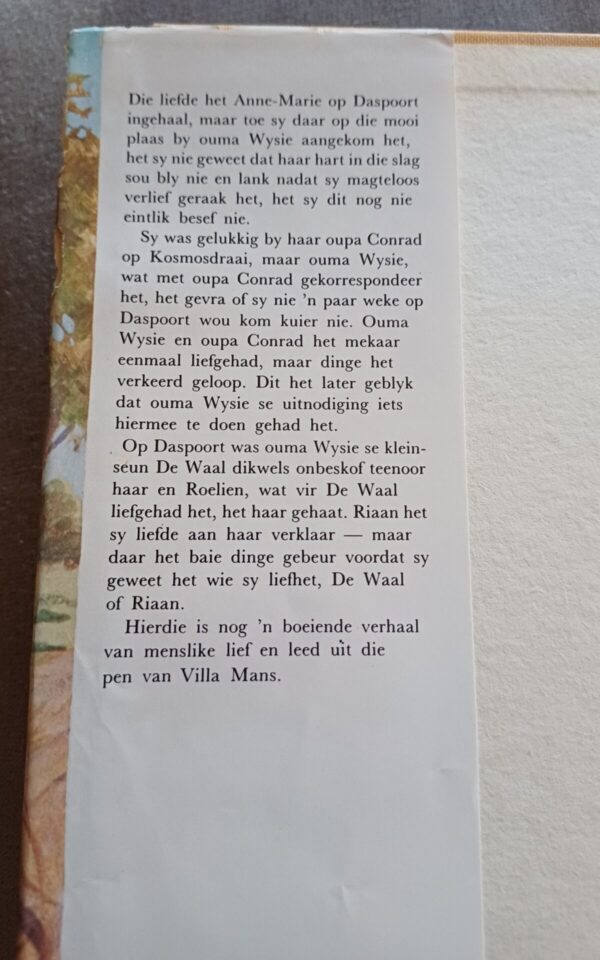 Die liefde het Anne-Marie op Daspoort
ingehaal, maar toe sy daar op die mooi
plaas by ouma Wysie aangekom het,
het sy nie geweet dat haar hart in die slag
sou bly nie en lank nadat sy magteloos
verlief geraak het, het sy dit nog nie
eintlik besef nie.
Sy was gelukkig by haar oupa Conrad
op Kosmosdraai, maar ouma Wysie,
wat met oupa Conrad gekorrespondeer
het, het gevra of sy nie 'n paar weke op
Daspoort wou kom kuier nie. Ouma
Wysie en oupa Conrad het mekaar
eenmaal liefgehad, maar dinge het
verkeerd geloop. Dit het later geblyk
dat ouma Wysie se uitnodiging iets
hiermee te doen gehad het.
Op Daspoort was ouma Wysie se klein-
seun De Waal dikwels onbeskof teenoor
haar en Roelien, wat vir De Waal
liefgehad het, het haar gehaat. Riaan het
sy liefde aan haar verklaar — maar
daar het baie dinge gebeur voordat sy
geweet het wie sy liefhet, De Waal
of Riaan.
Hierdie is nog 'n boeiende verhaal
van menslike lief en leed uit die
pen van Villa Mans.